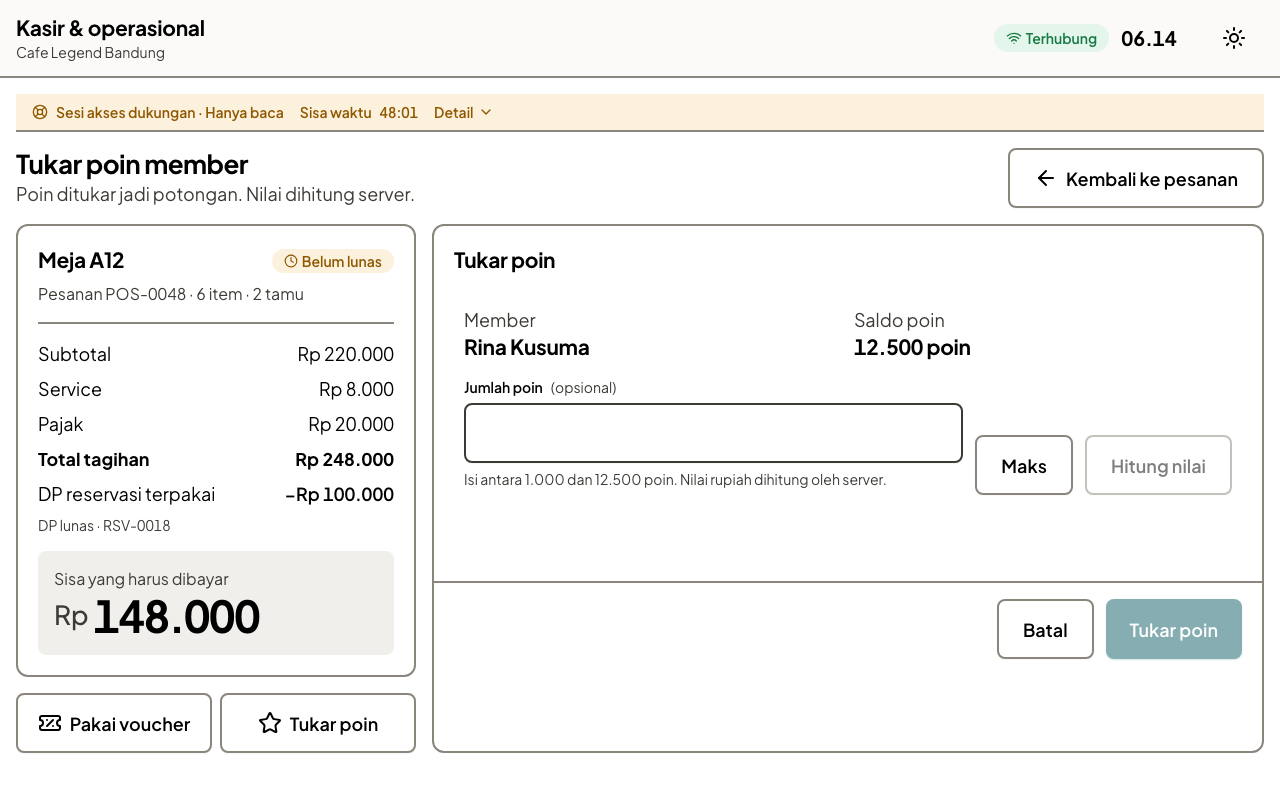 Kasir & operasional
Cafe Legend Bandung
Terhubung
06.14
Sesi akses dukungan · Hanya baca
Sisa waktu 48:01
Detail
Tukar poin member
Poin ditukar jadi potongan. Nilai dihitung server.
Kembali ke pesanan
Meja A12
Belum lunas
Pesanan POS-0048 · 6 item · 2 tamu
Subtotal Rp 220.000
Service Rp 8.000
Pajak Rp 20.000
Total tagihan Rp 248.000
DP reservasi terpakai −Rp 100.000
DP lunas · RSV-0018
Sisa yang harus dibayar
Rp 148.000
Pakai voucher
Tukar poin
Tukar poin
Member
Rina Kusuma
Saldo poin
12.500 poin
Jumlah poin (opsional)
Isi antara 1.000 dan 12.500 poin. Nilai rupiah dihitung oleh server.
Maks
Hitung nilai
Batal
Tukar poin